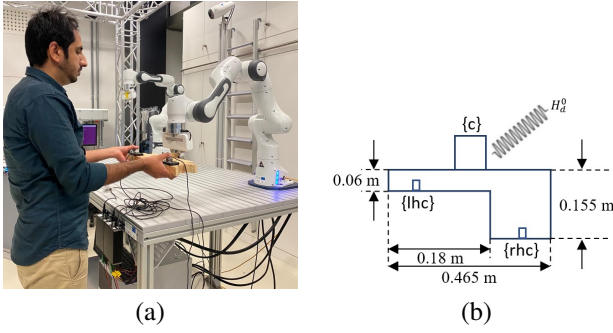 H_d^0
{c}
0.06 m
{lhc}
0.155 m
{rhc}
0.18 m
0.465 m
(a) (b)